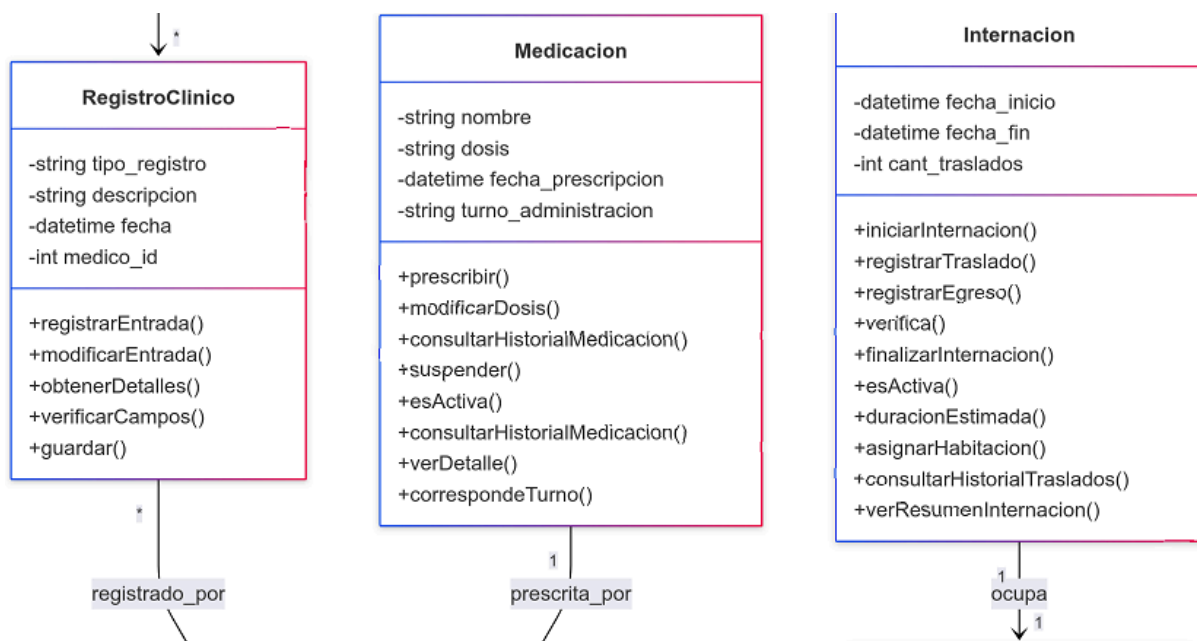 *
RegistroClinico
-string tipo_registro
-string descripcion
-datetime fecha
-int medico_id
+registrarEntrada()
+modificarEntrada()
+obtenerDetalles()
+verificarCampos()
+guardar()
*
registrado_por
Medicacion
-string nombre
-string dosis
-datetime fecha_prescripcion
-string turno_administracion
+prescribir()
+modificarDosis()
+consultarHistorialMedicacion()
+suspender()
+esActiva()
+consultarHistorialMedicacion()
+verDetalle()
+correspondeTurno()
1
prescrita_por
Internacion
-datetime fecha_inicio
-datetime fecha_fin
-int cant_traslados
+iniciarInternacion()
+registrarTraslado()
+registrarEgreso()
+verifica()
+finalizarInternacion()
+esActiva()
+duracionEstimada()
+asignarHabitacion()
+consultarHistorialTraslados()
+verResumenInternacion()
1
ocupa
1